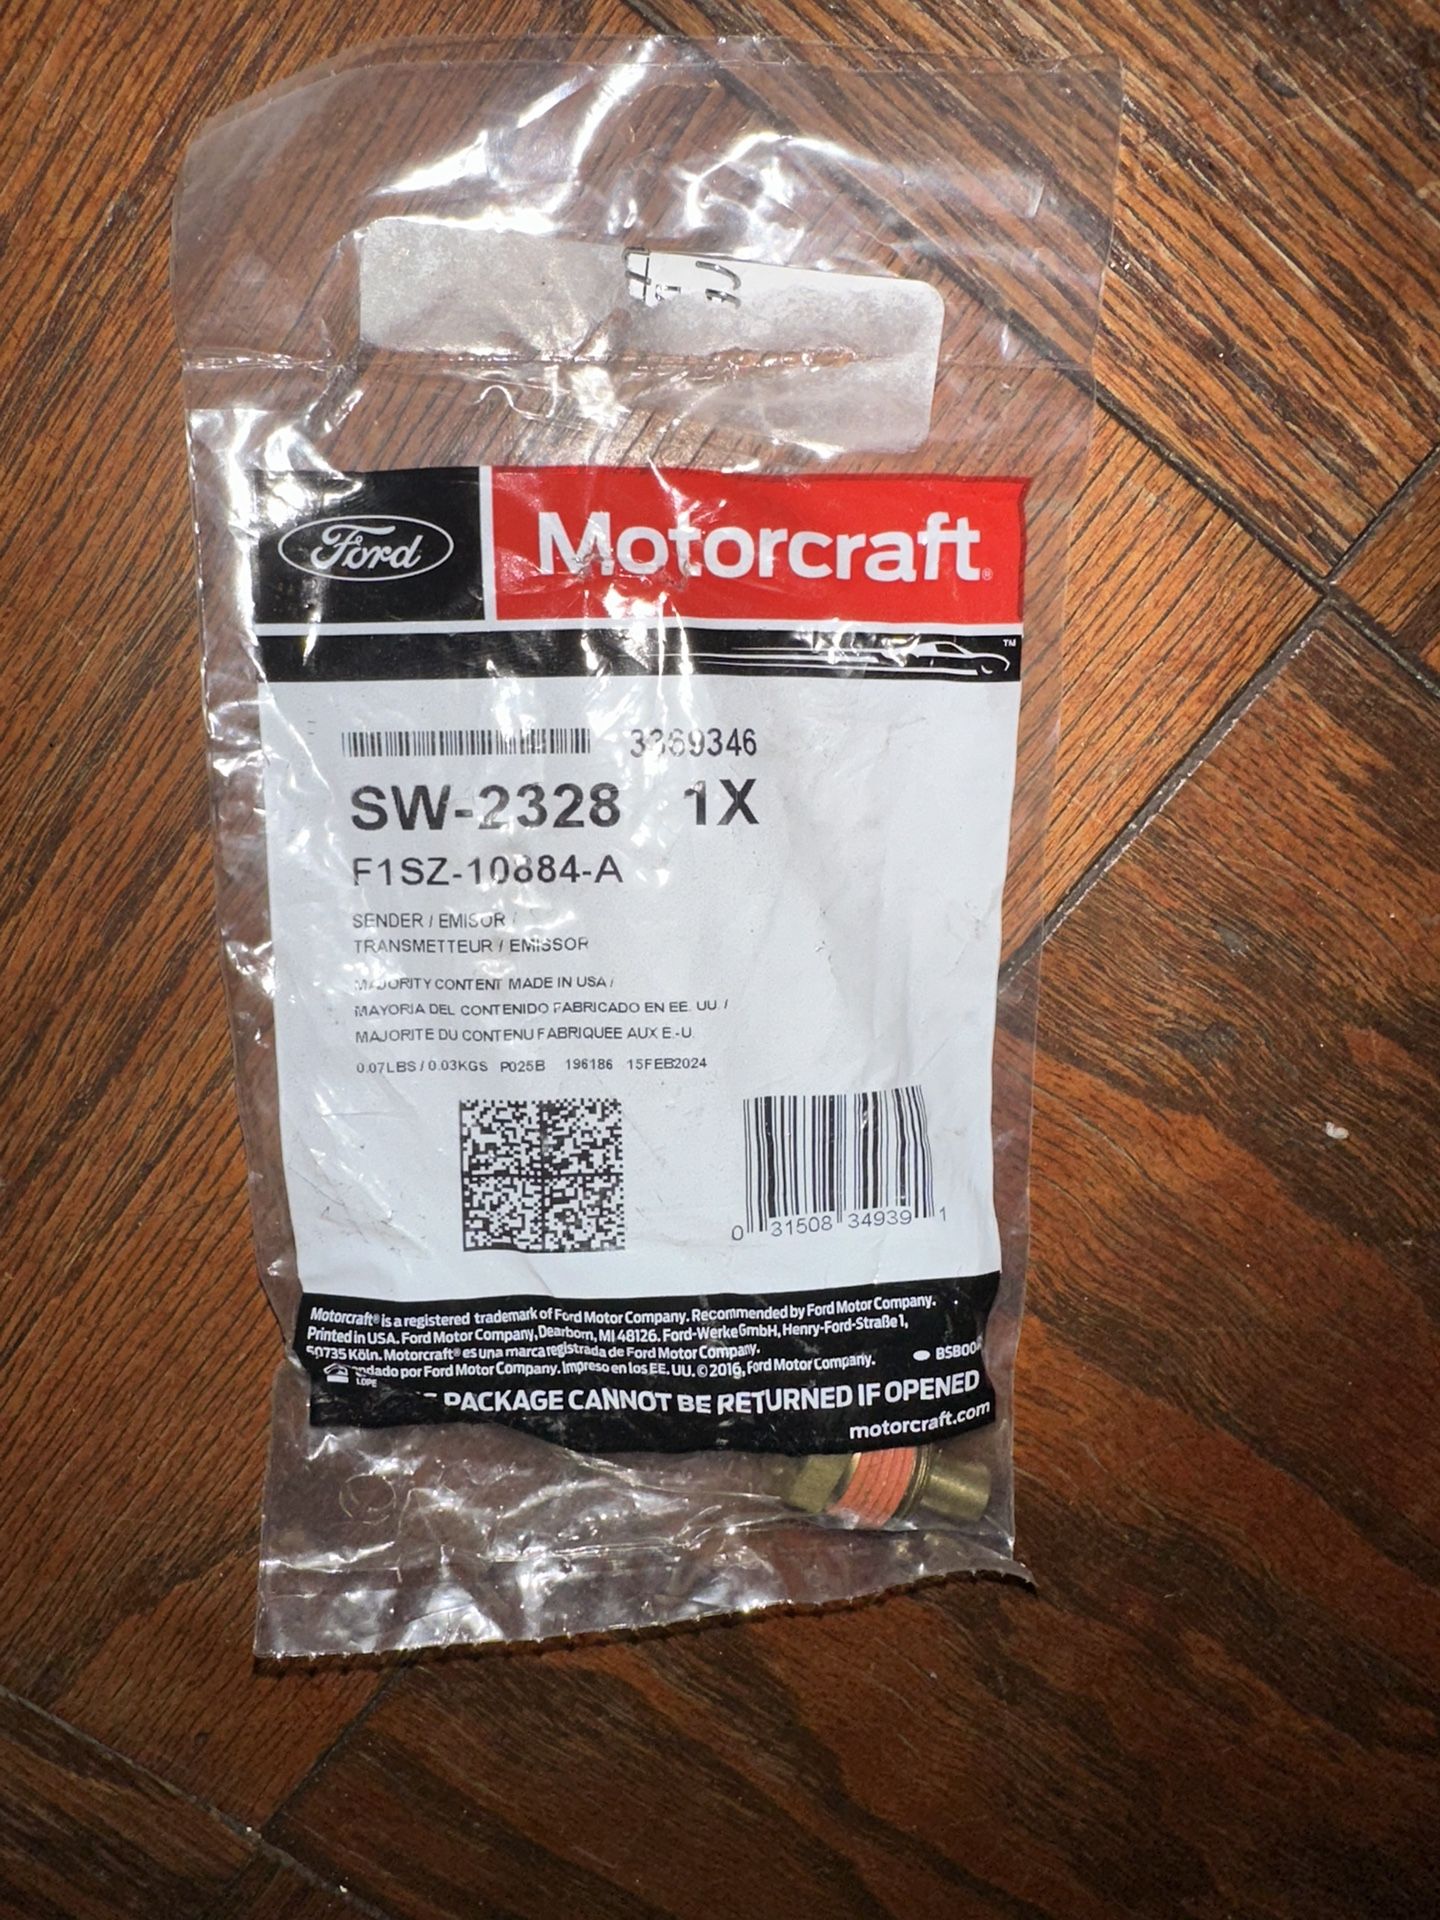 Ford
Motorcraft®
™
3369346
SW-2328 1X
F1SZ-10884-A
SENDER / EMISOR /
TRANSMETTEUR / EMISSOR
MAJORITY CONTENT MADE IN USA /
MAYORIA DEL CONTENIDO FABRICADO EN EE. UU. /
MAJORITE DU CONTENU FABRIQUEE AUX E.-U.
0.07LBS / 0.03KGS P025B 196186 15FEB2024
0 31508 34939 1
Motorcraft® is a registered trademark of Ford Motor Company. Recommended by Ford Motor Company.
Printed in USA. Ford Motor Company, Dearborn, MI 48126. Ford-Werke GmbH, Henry-Ford-Straße 1,
50735 Köln. Motorcraft® es una marca registrada de Ford Motor Company.
por Ford Motor Company. Impreso en los EE. UU. © 2016, Ford Motor Company.
LDPE
PACKAGE CANNOT BE RETURNED IF OPENED
motorcraft.com